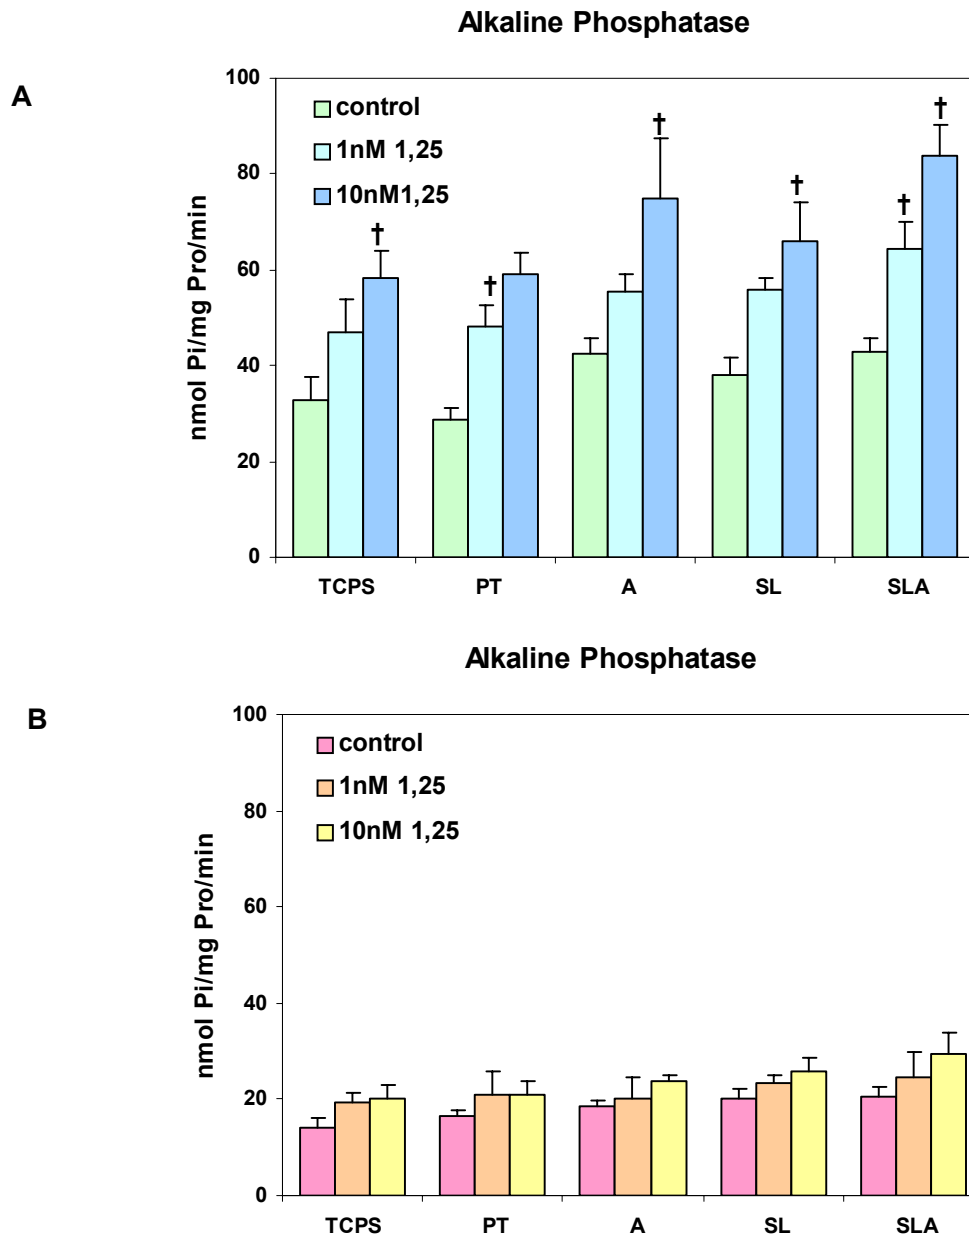 Alkaline Phosphatase
A
100
80
60
40
20
0
nmol Pi/mg Pro/min
control
1nM 1,25
10nM1,25
†
†
†
†
†
†
TCPS PT A SL SLA
Alkaline Phosphatase
B
100
80
60
40
20
0
nmol Pi/mg Pro/min
control
1nM 1,25
10nM 1,25
TCPS PT A SL SLA